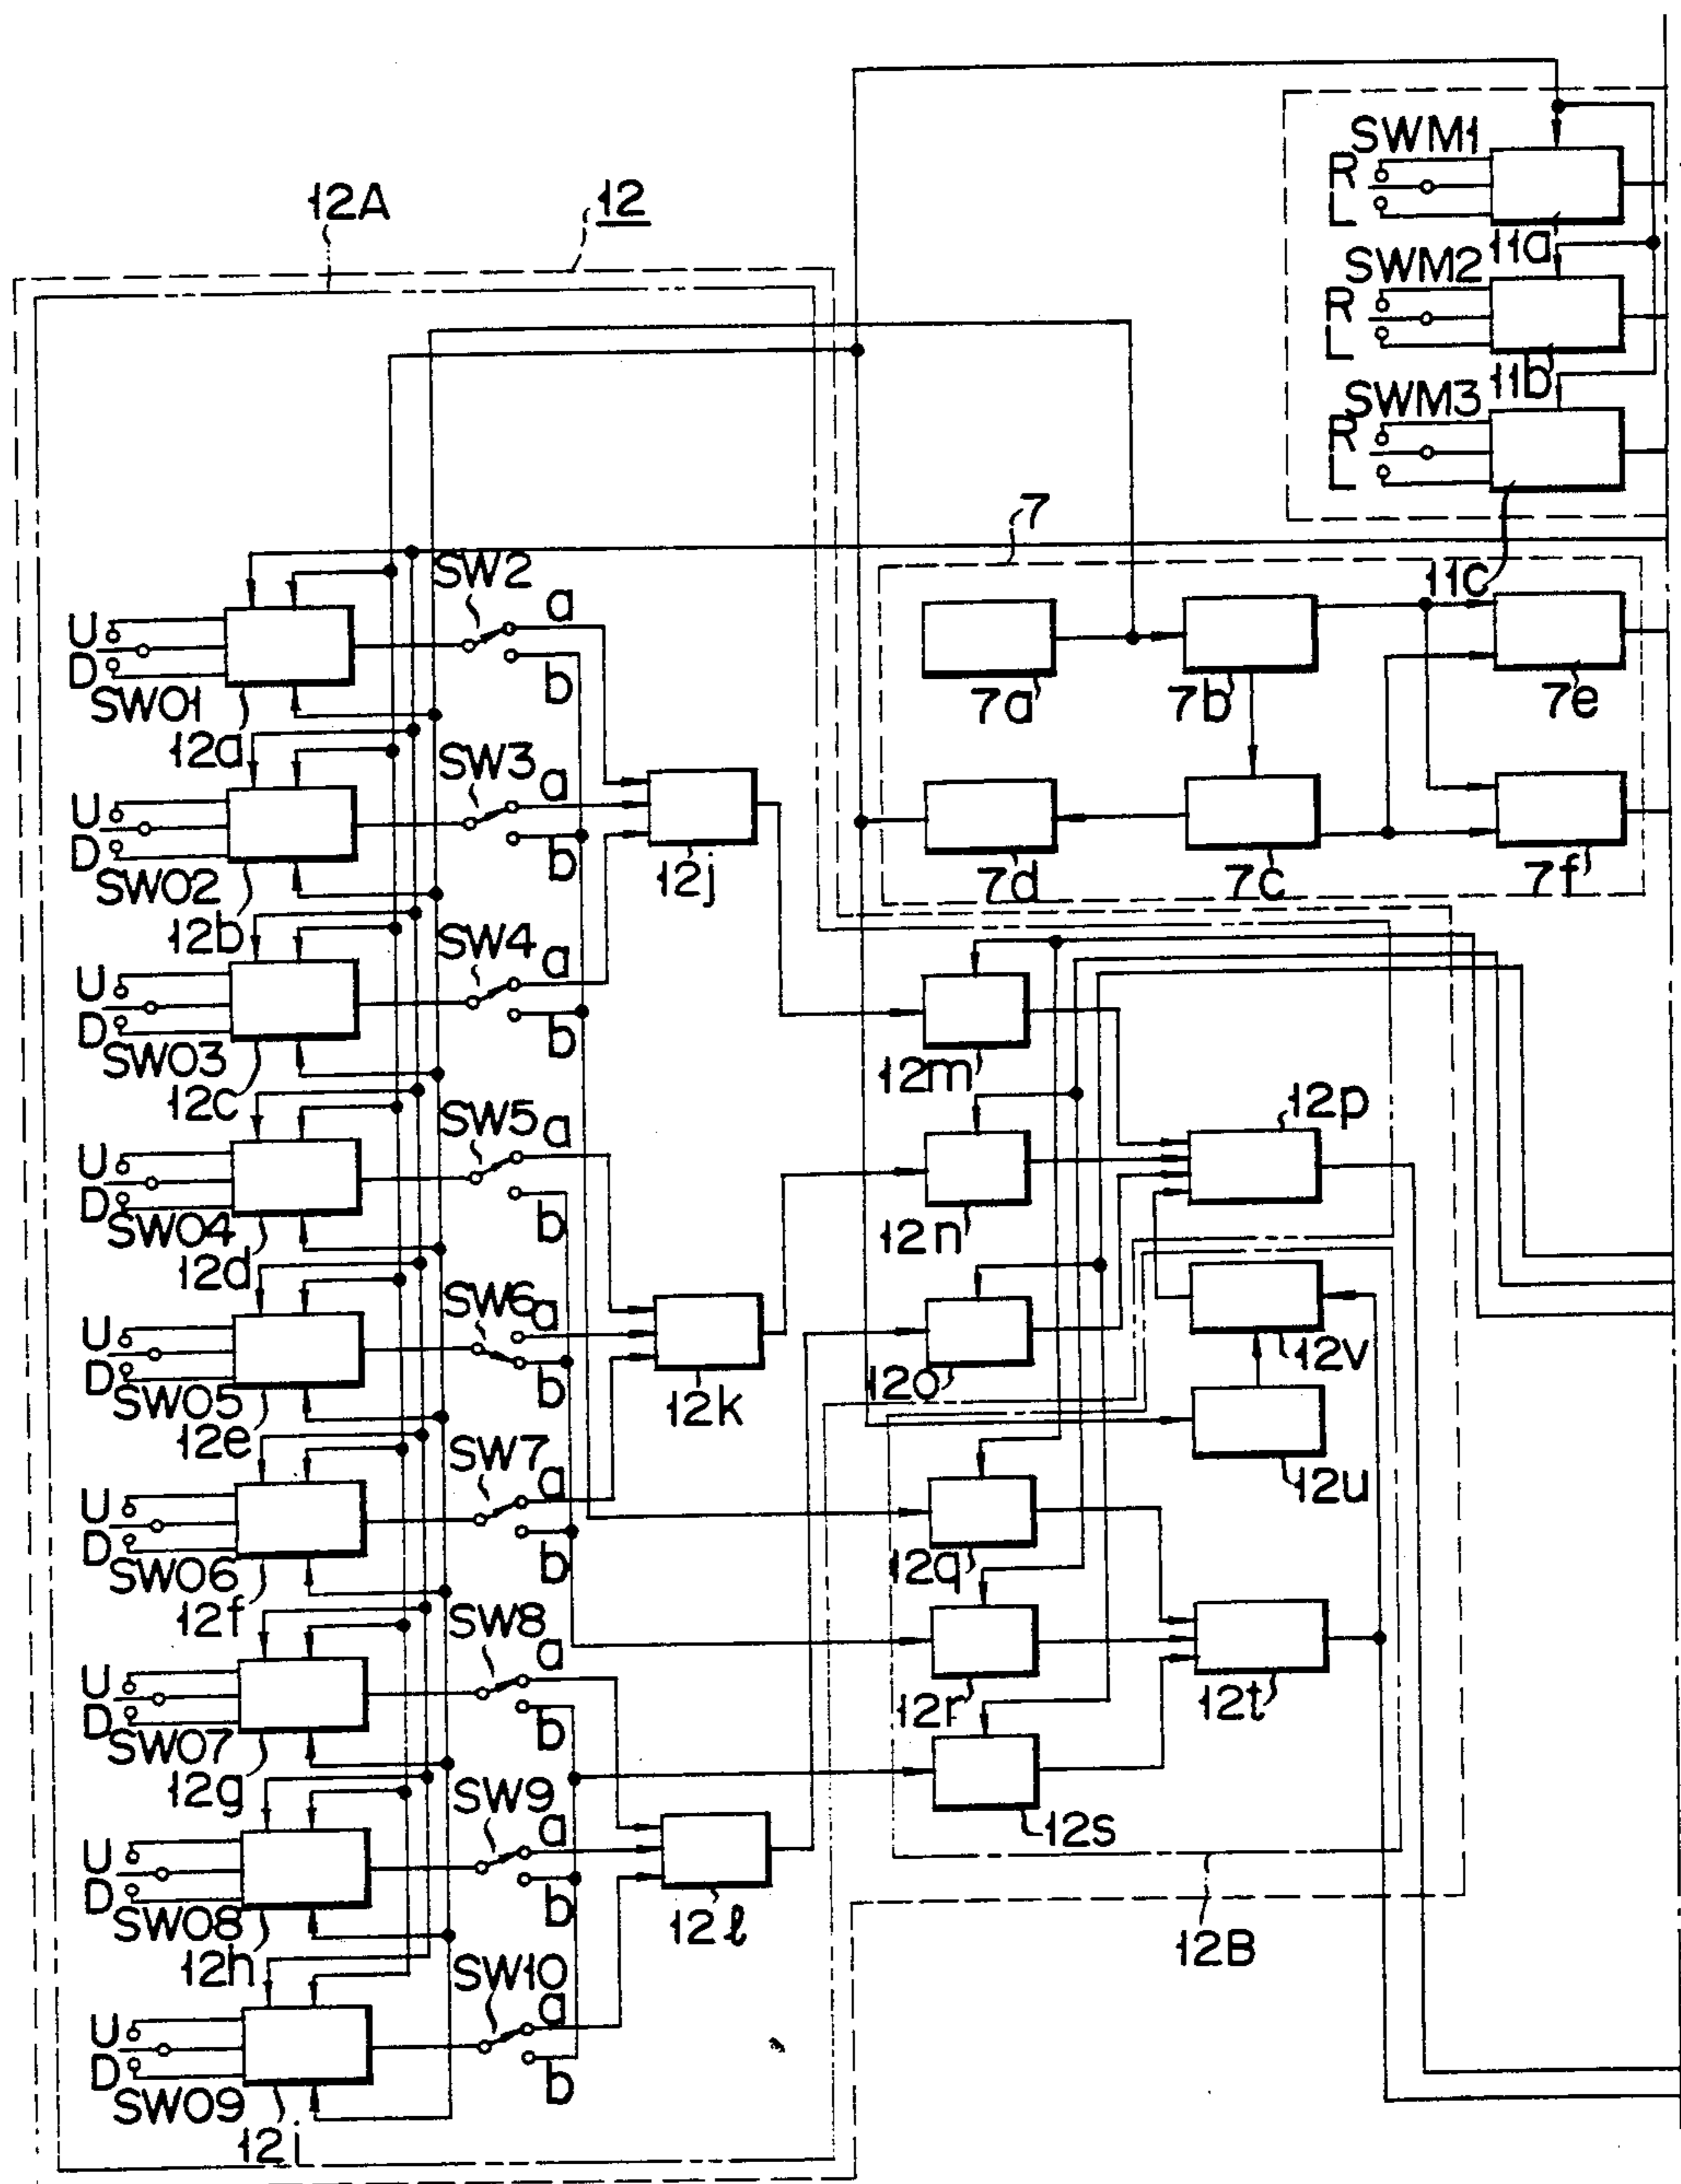 SWM1
R
L
12A
12
11a
SWM2
R
L
11b
SWM3
R
L
7
11c
SW2
a
b
U
D
SW01
12a
7a
7b
7e
SW3
a
b
U
D
SW02
12b
12j
7d
7c
7f
SW4
a
b
U
D
SW03
12c
12m
12p
SW5
a
b
U
D
SW04
12d
12n
SW6
a
b
U
D
SW05
12e
12k
12o
12v
SW7
a
b
U
D
SW06
12f
12q
12u
SW8
a
b
U
D
SW07
12g
12r
12t
SW9
a
b
U
D
SW08
12h
12l
12s
12B
SW10
a
b
U
D
SW09
12i